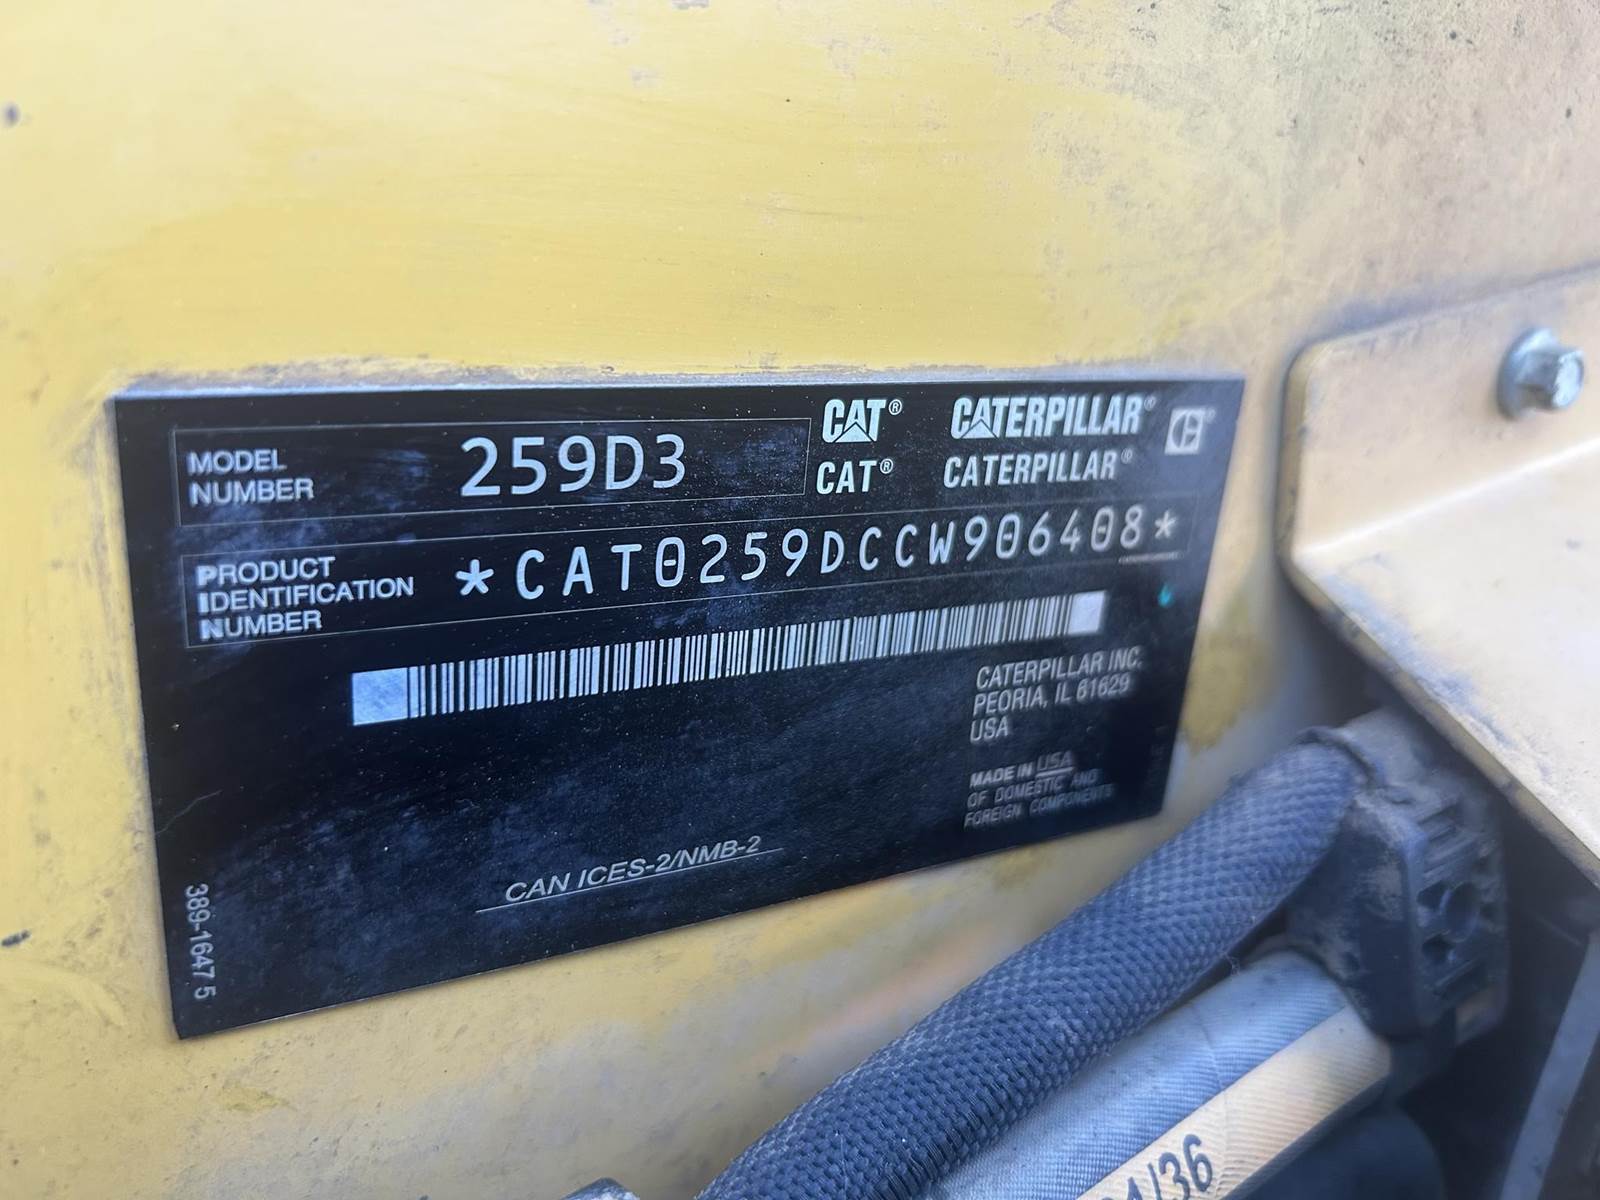 MODEL
NUMBER
259D3
CAT® CATERPILLAR®
CAT® CATERPILLAR®
PRODUCT
IDENTIFICATION
NUMBER
*CAT0259DCCW906408*
CATERPILLAR INC.
PEORIA, IL 61629
USA
MADE IN USA
OF DOMESTIC AND
FOREIGN COMPONENTS
CAN ICES-2/NMB-2
389-1647 5
/36